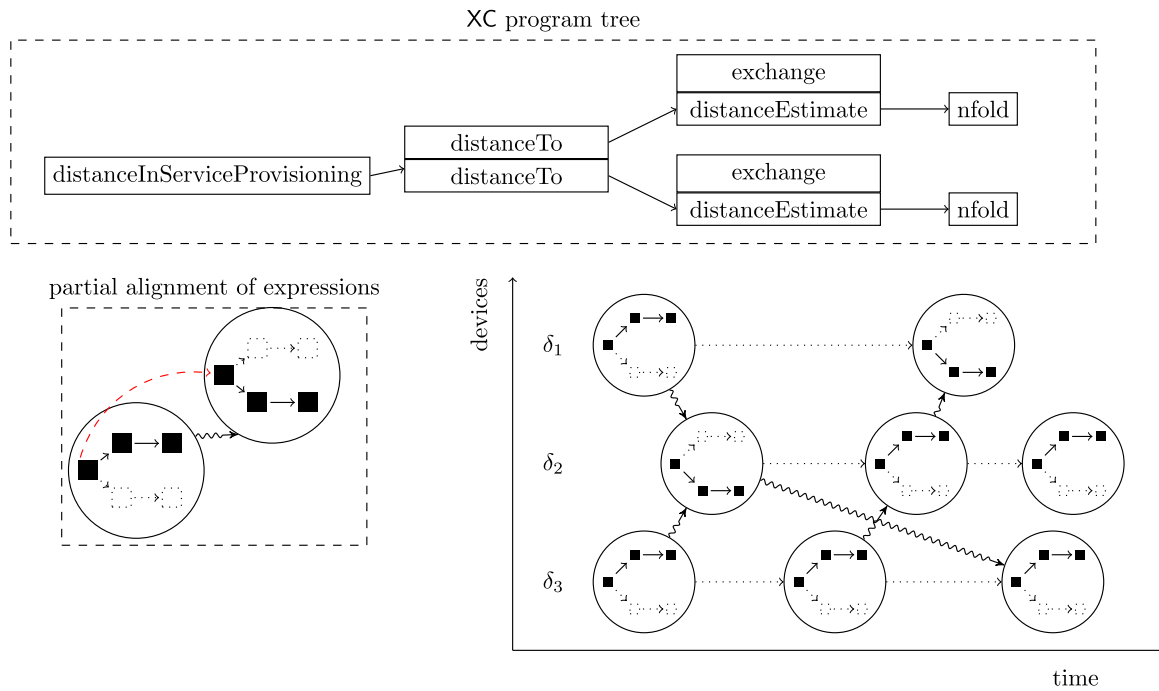 XC program tree
exchange
distanceEstimate
nfold
distanceTo
distanceTo
distanceInServiceProvisioning
exchange
distanceEstimate
nfold
partial alignment of expressions
devices
δ1
δ2
δ3
time